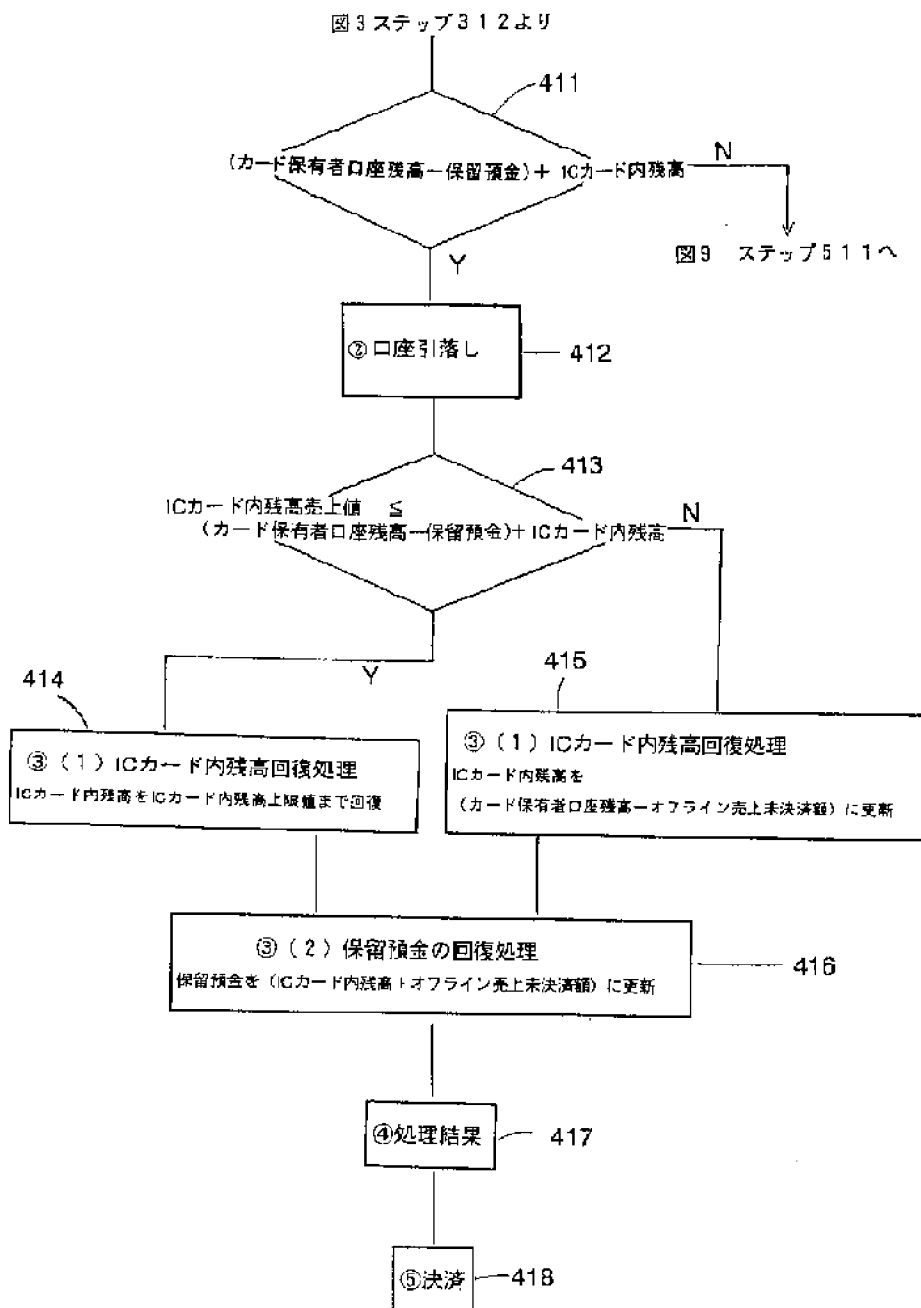 図3ステップ312より
411
(カード保有者口座残高ー保留預金)+ ICカード内残高
N
図9 ステップ511へ
Y
②口座引落し
412
413
ICカード内残高売上値 ≦
(カード保有者口座残高ー保留預金)+ ICカード内残高
N
Y
414
415
③(1)ICカード内残高回復処理
ICカード内残高をICカード内残高上限値まで回復
③(1)ICカード内残高回復処理
ICカード内残高を
(カード保有者口座残高ーオフライン売上未決済額)に更新
③(2)保留預金の回復処理
保留預金を(ICカード内残高+オフライン売上未決済額)に更新
416
④処理結果
417
⑤決済
418